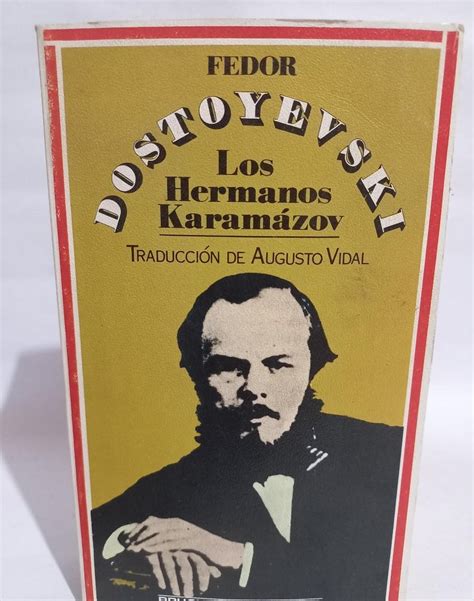 FEDOR
DOSTOYEVSKI
Los
Hermanos
Karamázov
TRADUCCIÓN DE AUGUSTO VIDAL